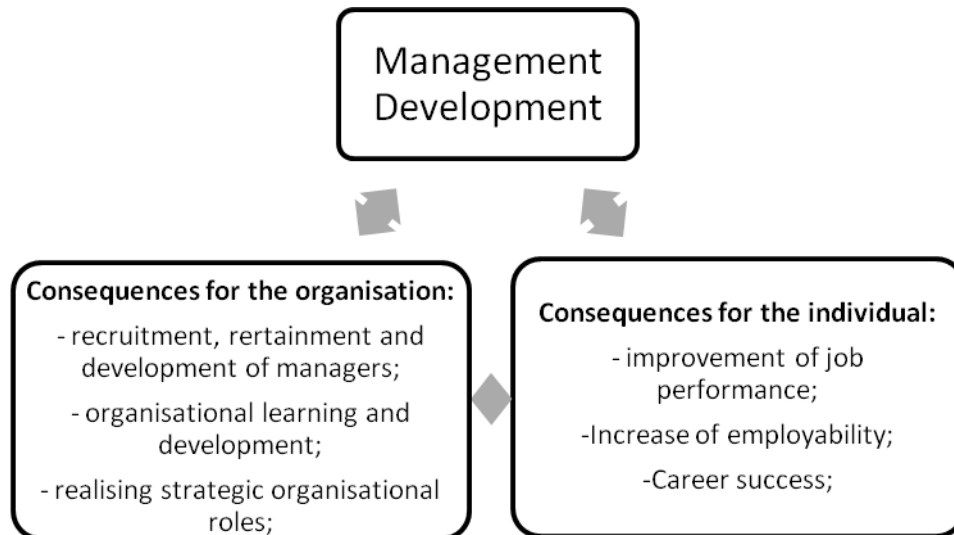 Management
Development
Consequences for the organisation:
- recruitment, rertainment and
development of managers;
- organisational learning and
development;
- realising strategic organisational
roles;
Consequences for the individual:
- improvement of job
performance;
-Increase of employability;
-Career success;